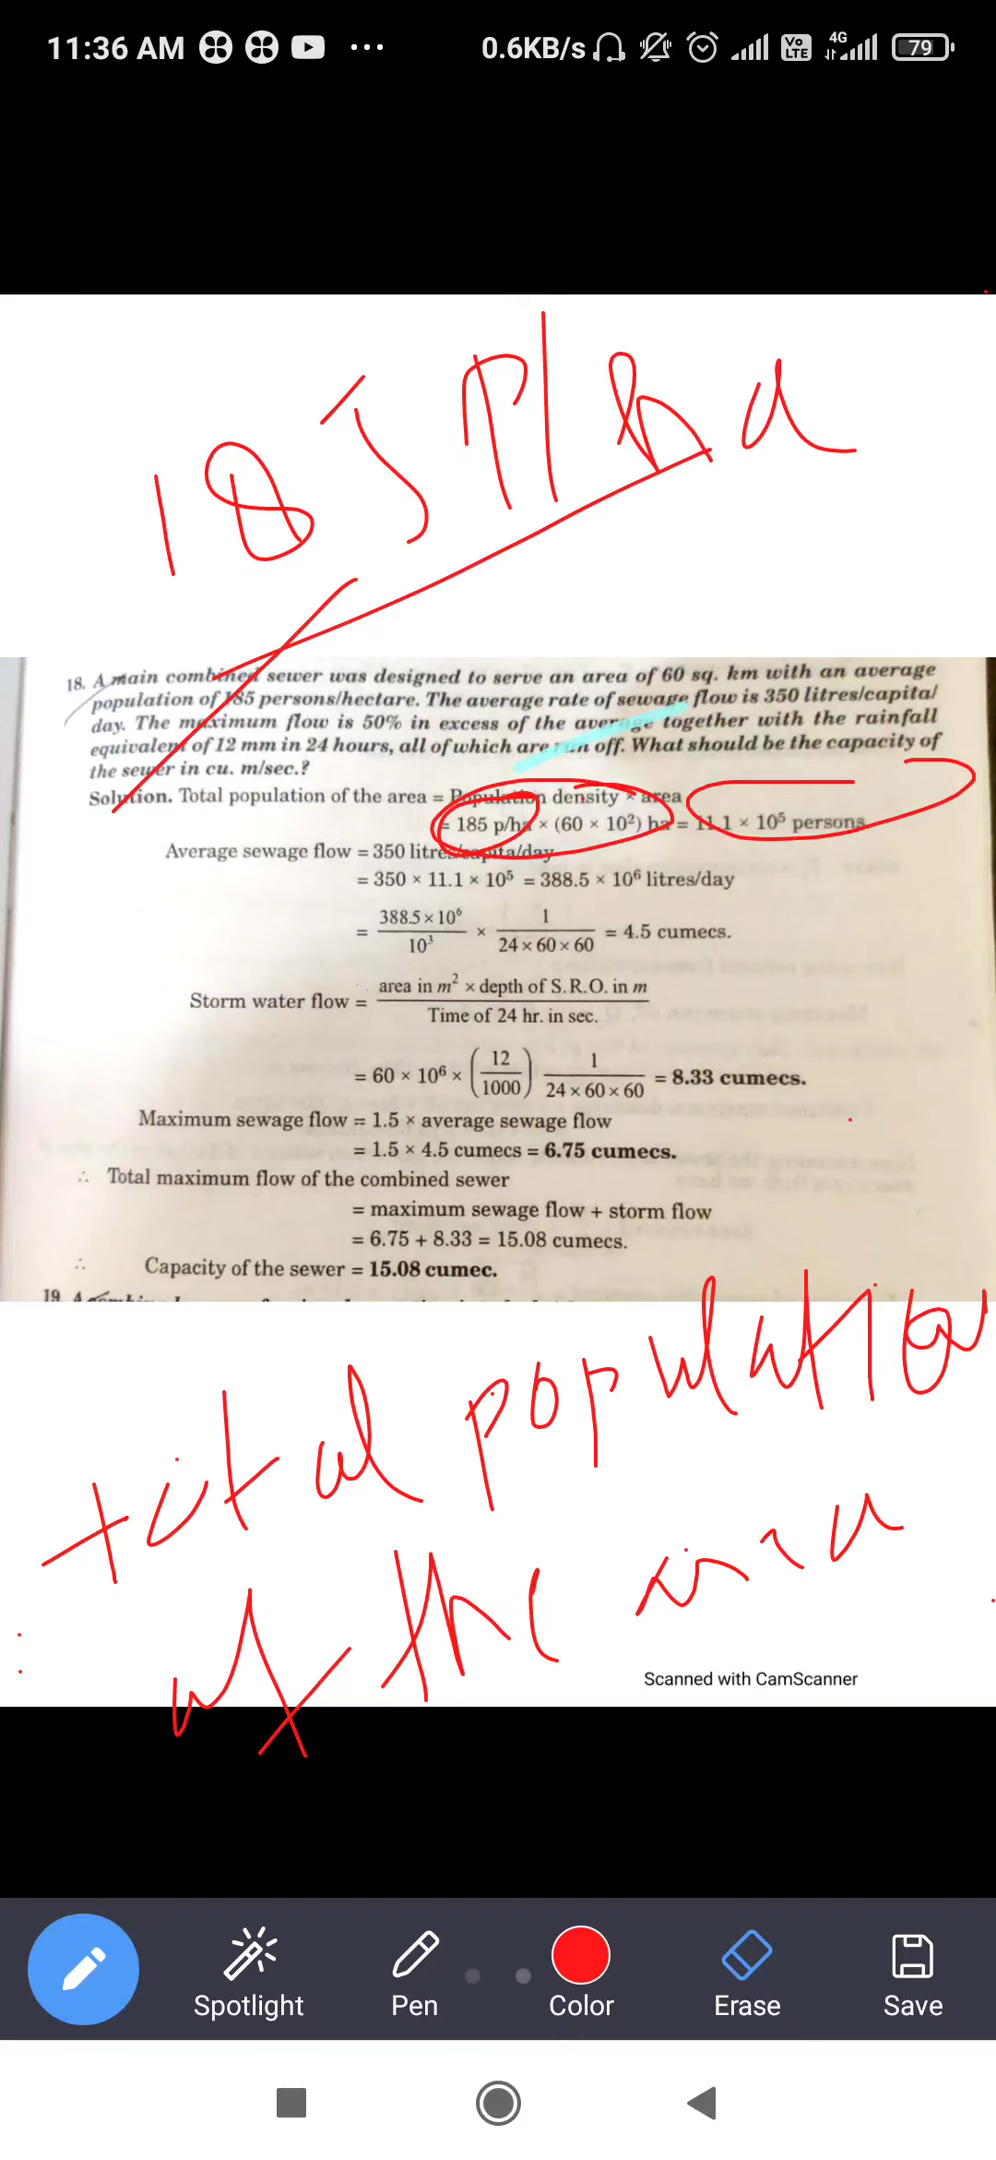 11:36 AM ... 0.6KB/s Vo LTE 4G 79
185 P/ha
18. A main combined sewer was designed to serve an area of 60 sq. km with an average
population of 185 persons/hectare. The average rate of sewage flow is 350 litres/capita/
day. The maximum flow is 50% in excess of the average together with the rainfall
equivalent of 12 mm in 24 hours, all of which are run off. What should be the capacity of
the sewer in cu. m/sec.?
Solution. Total population of the area = Population density × area
= 185 p/ha × (60 × 10²) ha = 11.1 × 10⁵ persons
Average sewage flow = 350 litres/capita/day
= 350 × 11.1 × 10⁵ = 388.5 × 10⁶ litres/day
= 388.5 × 10⁶ / 10³ × 1 / 24 × 60 × 60 = 4.5 cumecs.
Storm water flow = area in m² × depth of S.R.O. in m / Time of 24 hr. in sec.
= 60 × 10⁶ × (12 / 1000) 1 / 24 × 60 × 60 = 8.33 cumecs.
Maximum sewage flow = 1.5 × average sewage flow
= 1.5 × 4.5 cumecs = 6.75 cumecs.
∴ Total maximum flow of the combined sewer
= maximum sewage flow + storm flow
= 6.75 + 8.33 = 15.08 cumecs.
∴ Capacity of the sewer = 15.08 cumec.
19. A
total population
of the area
Scanned with CamScanner
Spotlight Pen Color Erase Save